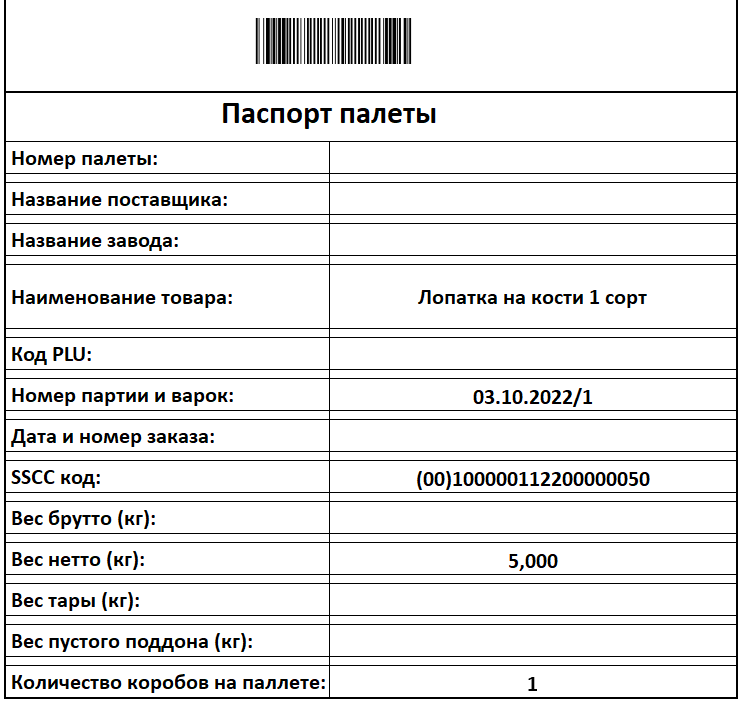 Паспорт палеты
Номер палеты:
Название поставщика:
Название завода:
Наименование товара: Лопатка на кости 1 сорт
Код PLU:
Номер партии и варок: 03.10.2022/1
Дата и номер заказа:
SSCC код: (00)100000112200000050
Вес брутто (кг):
Вес нетто (кг): 5,000
Вес тары (кг):
Вес пустого поддона (кг):
Количество коробов на паллете: 1